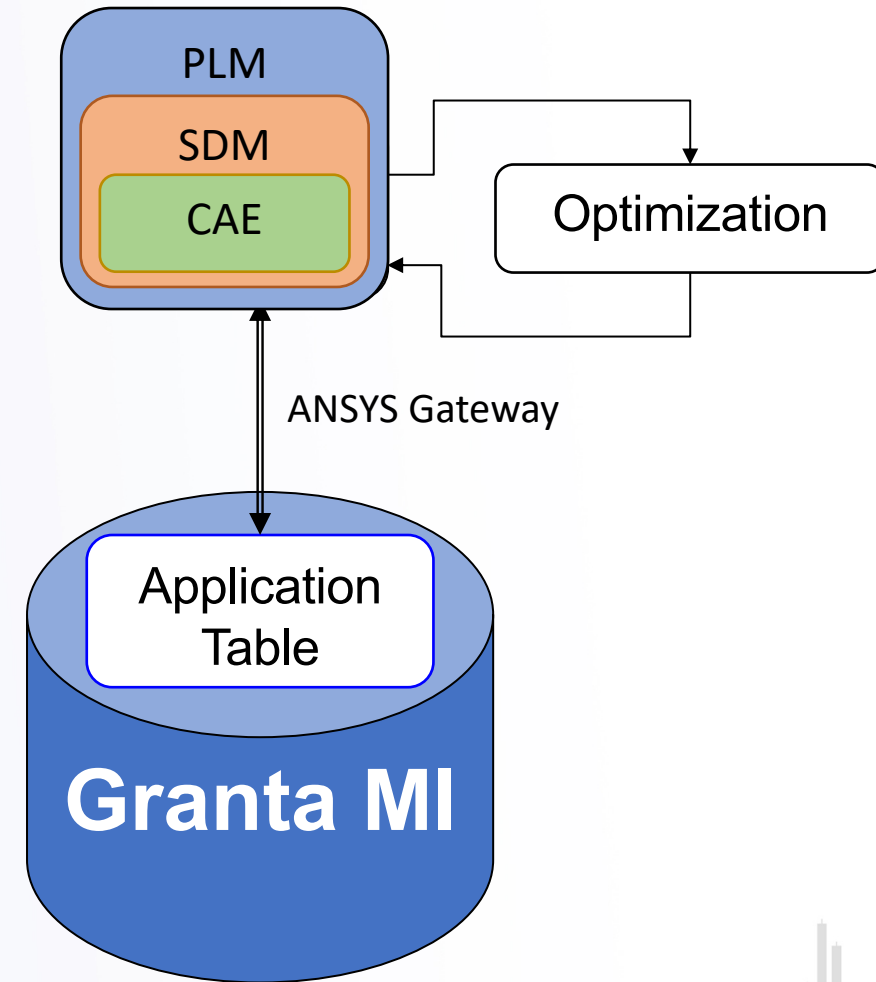 PLM
SDM
CAE
Optimization
ANSYS Gateway
Application
Table
Granta MI